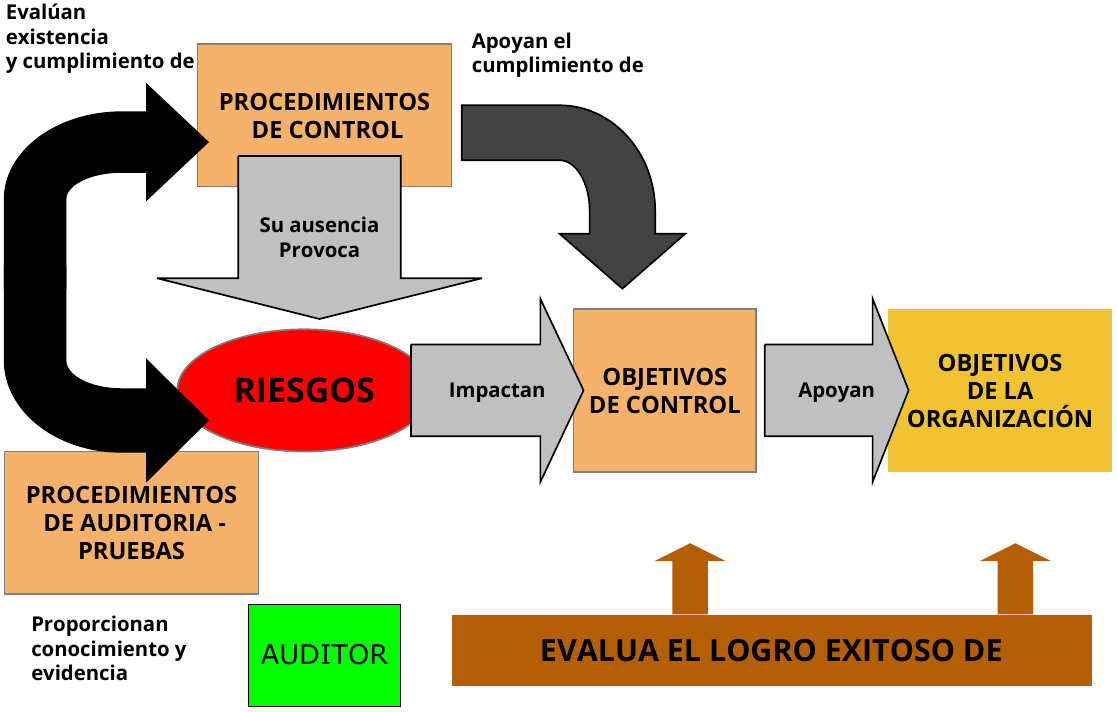 Evalúan
existencia
y cumplimiento de
Apoyan el
cumplimiento de
PROCEDIMIENTOS
DE CONTROL
Su ausencia
Provoca
RIESGOS
Impactan
OBJETIVOS
DE CONTROL
Apoyan
OBJETIVOS
DE LA
ORGANIZACIÓN
PROCEDIMIENTOS
DE AUDITORIA -
PRUEBAS
Proporcionan
conocimiento y
evidencia
AUDITOR
EVALUA EL LOGRO EXITOSO DE